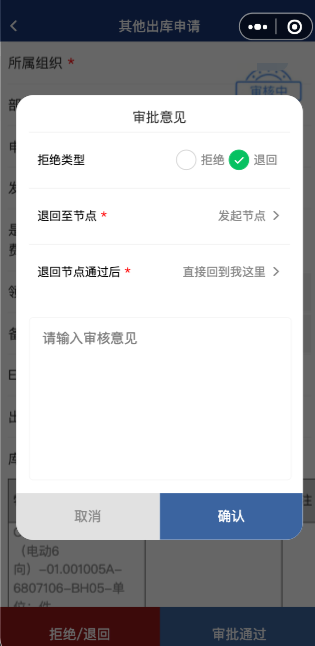 其他出库申请
所属组织 *
审核中
审批意见
拒绝类型
拒绝
退回
退回至节点 *
发起节点
退回节点通过后 *
直接回到我这里
请输入审核意见
取消
确认
（电动6
向）-01.001005A-
6807106-BH05-单
位：件
拒绝/退回
审批通过